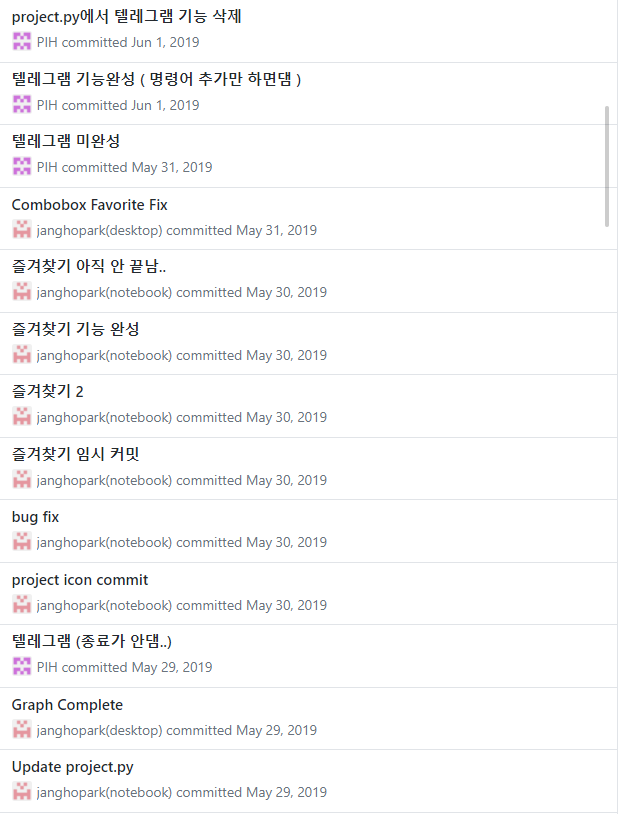 project.py에서 텔레그램 기능 삭제
PIH committed Jun 1, 2019
텔레그램 기능완성 ( 명령어 추가만 하면댐 )
PIH committed Jun 1, 2019
텔레그램 미완성
PIH committed May 31, 2019
Combobox Favorite Fix
janghopark(desktop) committed May 31, 2019
즐겨찾기 아직 안 끝남..
janghopark(notebook) committed May 30, 2019
즐겨찾기 기능 완성
janghopark(notebook) committed May 30, 2019
즐겨찾기 2
janghopark(notebook) committed May 30, 2019
즐겨찾기 임시 커밋
janghopark(notebook) committed May 30, 2019
bug fix
janghopark(notebook) committed May 30, 2019
project icon commit
janghopark(notebook) committed May 30, 2019
텔레그램 (종료가 안댐..)
PIH committed May 29, 2019
Graph Complete
janghopark(desktop) committed May 29, 2019
Update project.py
janghopark(notebook) committed May 29, 2019